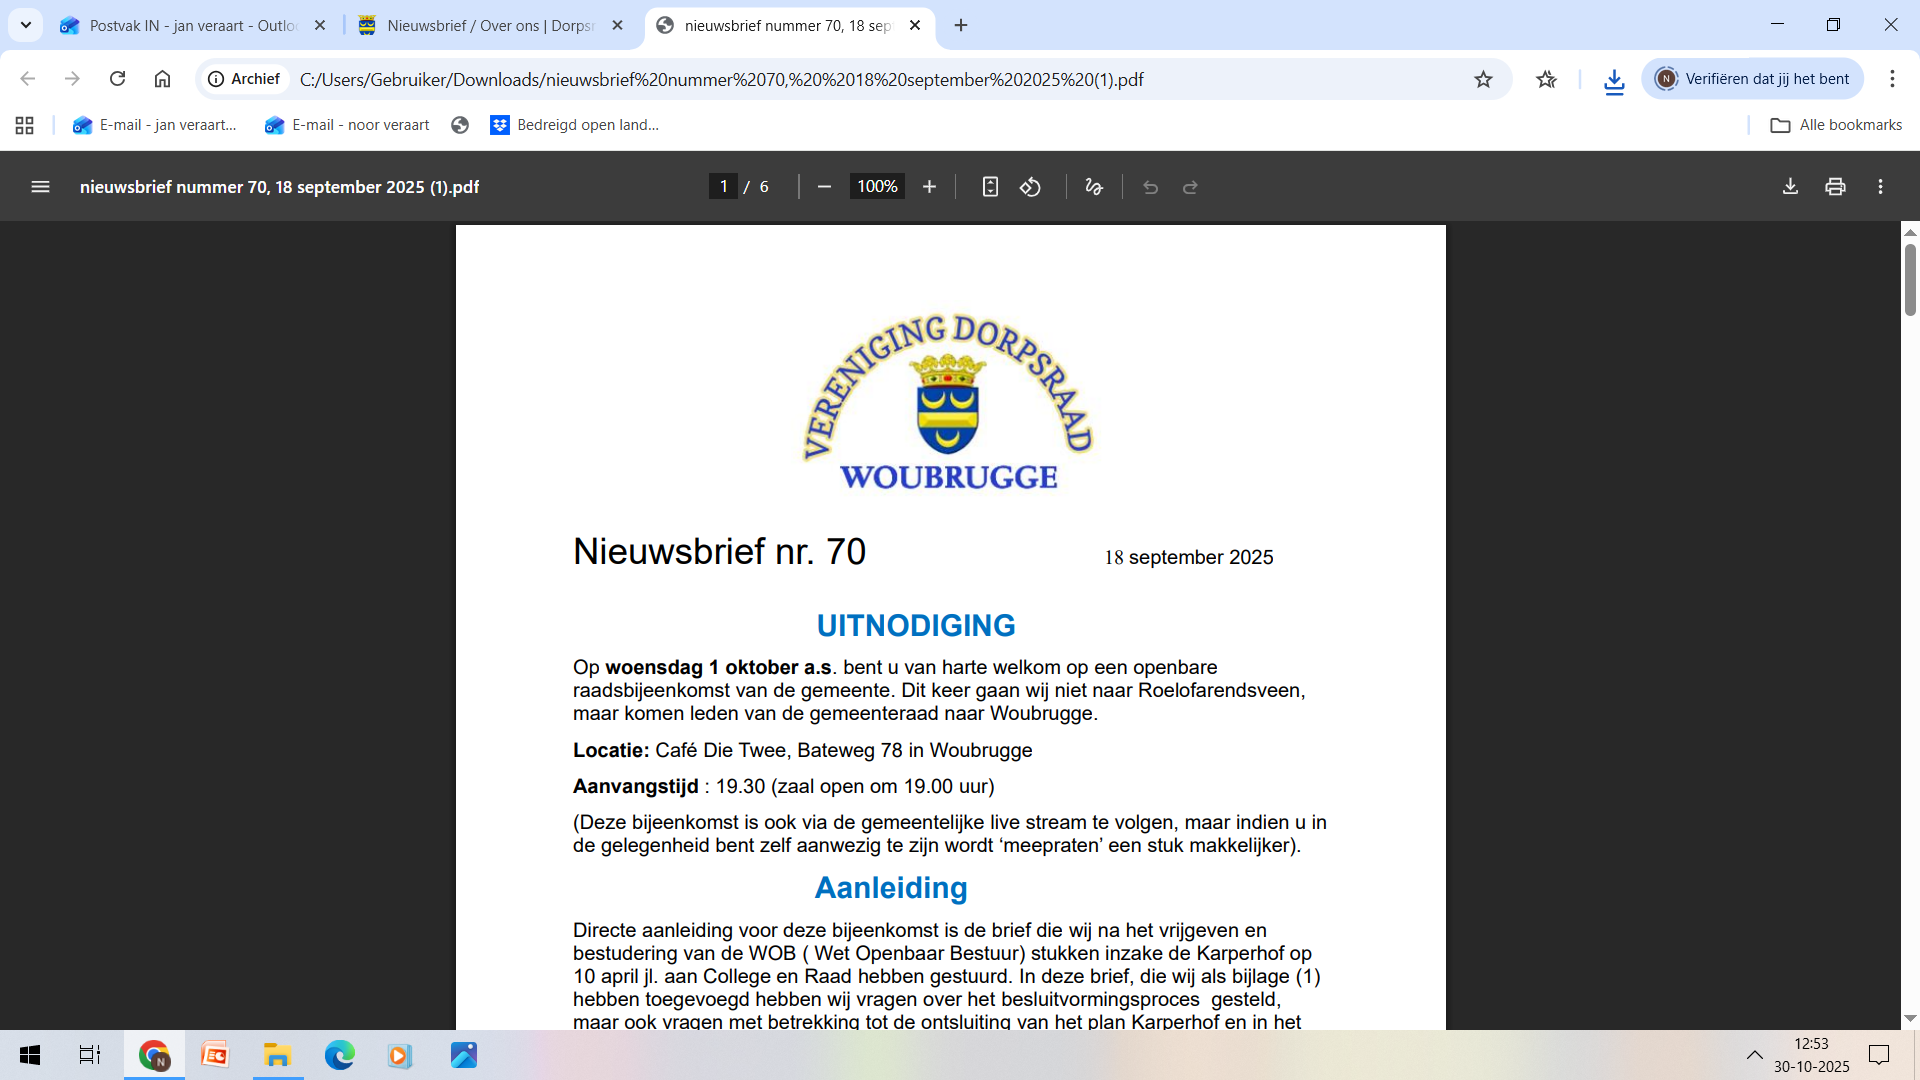 Postvak IN - jan veraart - Outlo
Nieuwsbrief / Over ons | Dorpsr
nieuwsbrief nummer 70, 18 sep
Archief
C:/Users/Gebruiker/Downloads/nieuwsbrief%20nummer%2070,%20%2018%20september%202025%20(1).pdf
N
Verifiëren dat jij het bent
E-mail - jan veraart...
E-mail - noor veraart
Bedreigd open land...
Alle bookmarks
nieuwsbrief nummer 70, 18 september 2025 (1).pdf
1 / 6
100%
VERENIGING DORPSRAAD
WOUBRUGGE
Nieuwsbrief nr. 70
18 september 2025
UITNODIGING
Op woensdag 1 oktober a.s. bent u van harte welkom op een openbare
raadsbijeenkomst van de gemeente. Dit keer gaan wij niet naar Roelofarendsveen,
maar komen leden van de gemeenteraad naar Woubrugge.
Locatie: Café Die Twee, Bateweg 78 in Woubrugge
Aanvangstijd : 19.30 (zaal open om 19.00 uur)
(Deze bijeenkomst is ook via de gemeentelijke live stream te volgen, maar indien u in
de gelegenheid bent zelf aanwezig te zijn wordt ‘meepraten’ een stuk makkelijker).
Aanleiding
Directe aanleiding voor deze bijeenkomst is de brief die wij na het vrijgeven en
bestudering van de WOB ( Wet Openbaar Bestuur) stukken inzake de Karperhof op
10 april jl. aan College en Raad hebben gestuurd. In deze brief, die wij als bijlage (1)
hebben toegevoegd hebben wij vragen over het besluitvormingsproces  gesteld,
maar ook vragen met betrekking tot de ontsluiting van het plan Karperhof en in het
N
12:53
30-10-2025